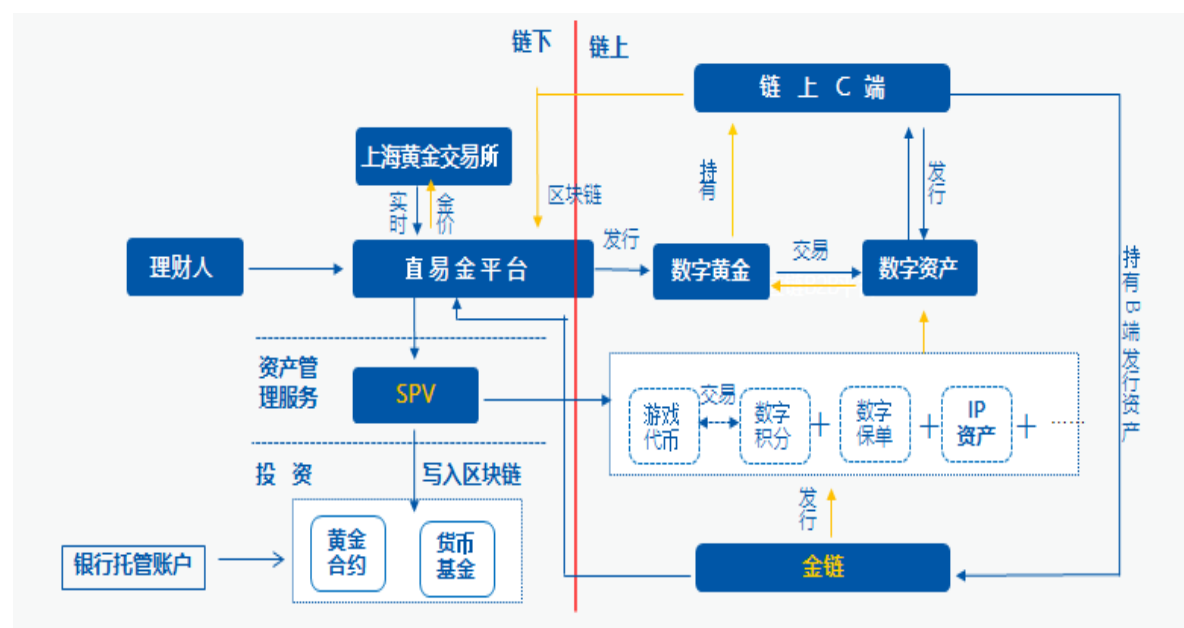 链下
链上
链 上 C 端
上海黄金交易所
实时
金价
区块链
持有
发行
理财人
直易金平台
发行
数字黄金
交易
数字资产
持有B端发行资产
资产管
理服务
SPV
游戏
代币
交易
数字
积分
+
数字
保单
+
IP
资产
+
……
投 资
写入区块链
黄金
合约
货币
基金
银行托管账户
发行
金链